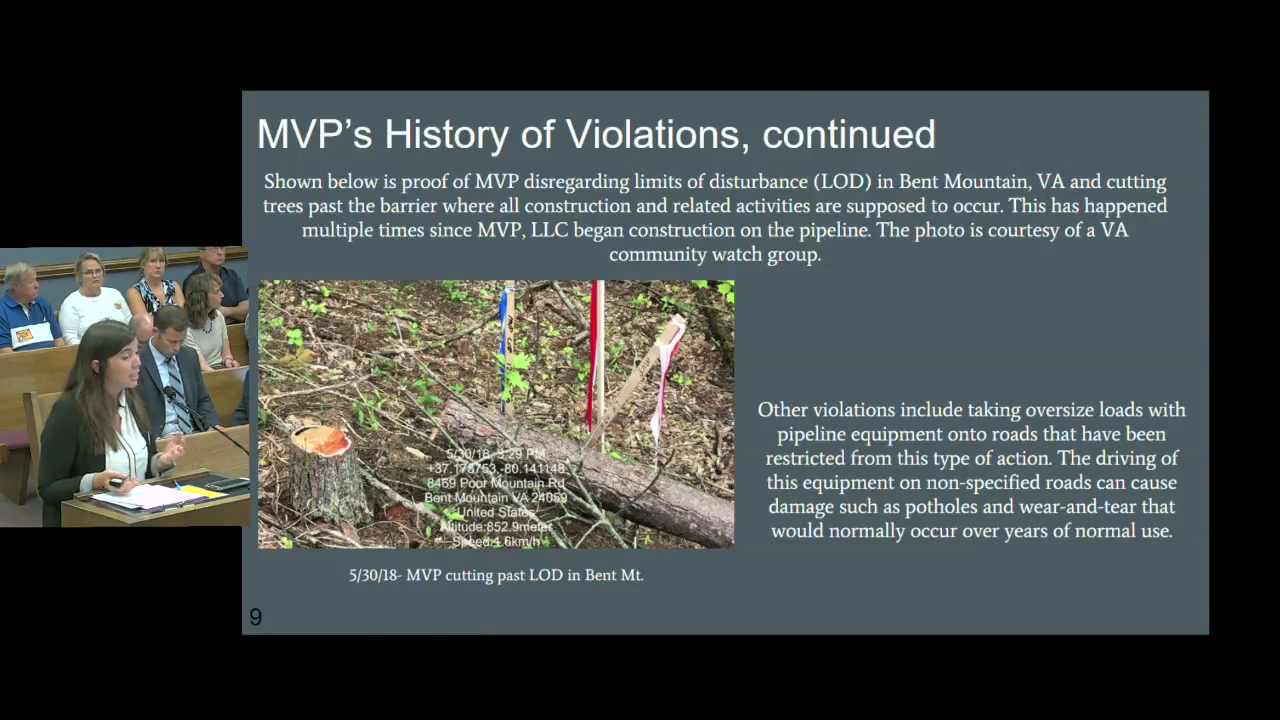 MVP's History of Violations, continued
Shown below is proof of MVP disregarding limits of disturbance (LOD) in Bent Mountain, VA and cutting
trees past the barrier where all construction and related activities are supposed to occur. This has happened
multiple times since MVP, LLC began construction on the pipeline. The photo is courtesy of a VA
community watch group.
5/30/18, 3:29 PM
+37.178753,-80.141148
8459 Poor Mountain Rd
Bent Mountain VA 24059
United States
Altitude:852.9meter
Speed:1.6km/h
5/30/18- MVP cutting past LOD in Bent Mt.
Other violations include taking oversize loads with
pipeline equipment onto roads that have been
restricted from this type of action. The driving of
this equipment on non-specified roads can cause
damage such as potholes and wear-and-tear that
would normally occur over years of normal use.
9